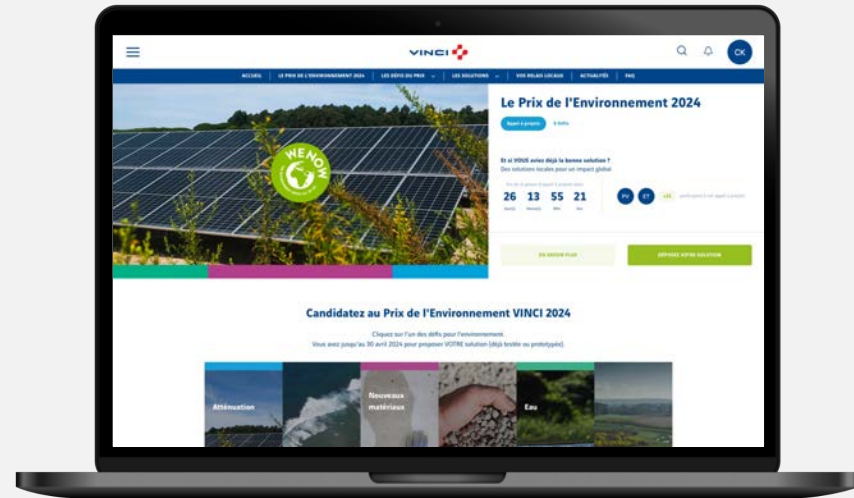 VINCI
CK
ACCUEIL
LE PRIX DE L'ENVIRONNEMENT 2024
LES DÉFIS DU PRIX
LES SOLUTIONS
VOS RELAIS LOCAUX
ACTUALITÉS
FAQ
WENOW
Le Prix de l'Environnement 2024
Appel à projets
6 Défis
Et si VOUS aviez déjà la bonne solution ?
Des solutions locales pour un impact global
26 13 55 21
PV
ET
EN SAVOIR PLUS
DÉPOSEZ VOTRE SOLUTION
Candidatez au Prix de l'Environnement VINCI 2024
Cliquez sur l'un des défis pour l'environnement.
Vous avez jusqu'au 30 avril 2024 pour proposer VOTRE solution (déjà testée ou prototypée).
Atténuation
Nouveaux
matériaux
Eau